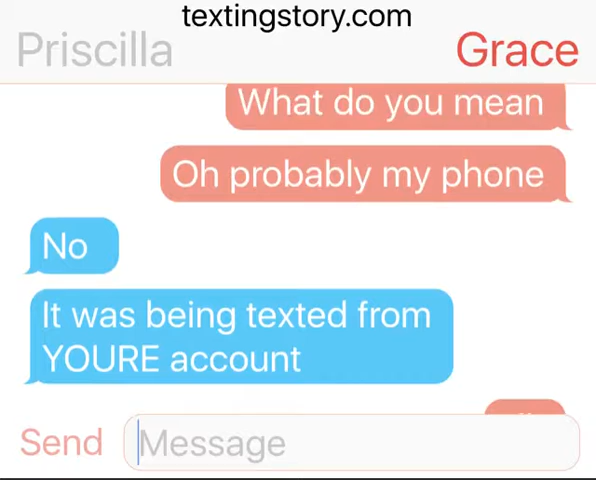 textingstory.com
Priscilla
Grace
What do you mean
Oh probably my phone
No
It was being texted from
YOURE account
Send
Message